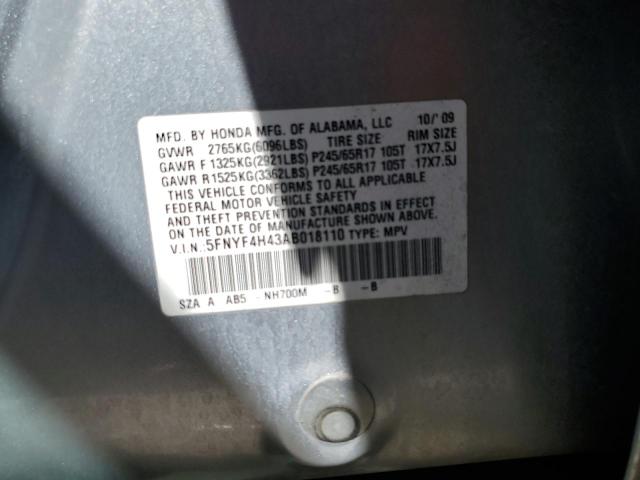 MFD. BY HONDA MFG. OF ALABAMA, LLC 10/'09
GVWR 2765KG(6096LBS) TIRE SIZE RIM SIZE
GAWR F 1325KG(2921LBS) P245/65R17 105T 17X7.5J
GAWR R1525KG(3362LBS) P245/65R17 105T 17X7.5J
THIS VEHICLE CONFORMS TO ALL APPLICABLE
FEDERAL MOTOR VEHICLE SAFETY
AND THEFT PREVENTION STANDARDS IN EFFECT
ON THE DATE OF MANUFACTURE SHOWN ABOVE.
V.I.N.:5FNYF4H43AB018110 TYPE: MPV
SZA A AB5 -NH700M -B -B